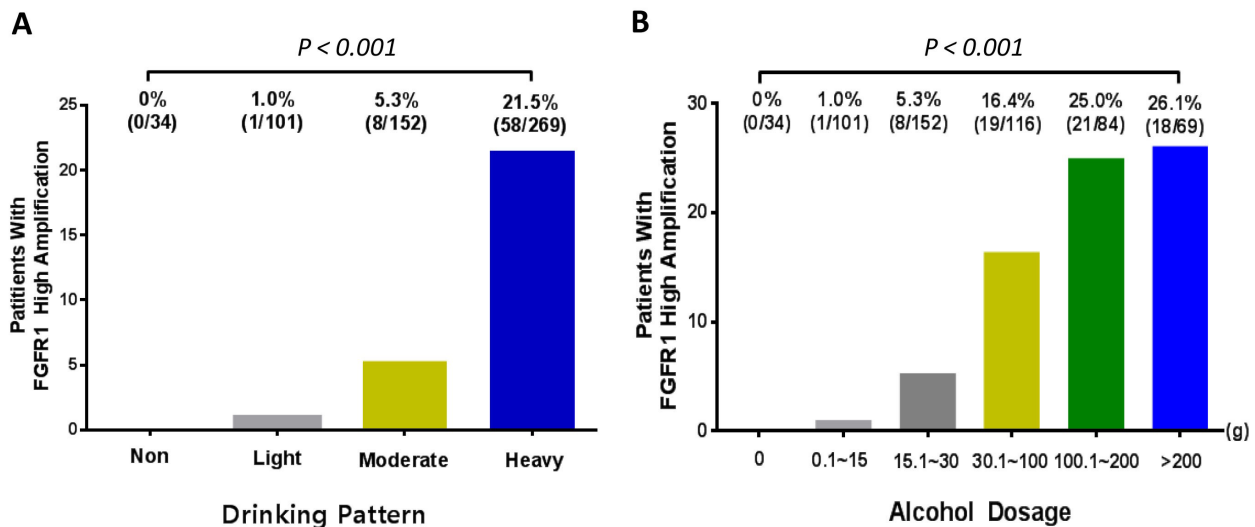 A
P < 0.001
0% 1.0% 5.3% 21.5%
(0/34) (1/101) (8/152) (58/269)
25
20
15
10
5
0
Patitients With
FGFR1 High Amplification
Non Light Moderate Heavy
Drinking Pattern
B
P < 0.001
0% 1.0% 5.3% 16.4% 25.0% 26.1%
(0/34) (1/101) (8/152) (19/116) (21/84) (18/69)
30
20
10
0
Patients With
FGFR1 High Amplification
(g)
0 0.1~15 15.1~30 30.1~100 100.1~200 >200
Alcohol Dosage